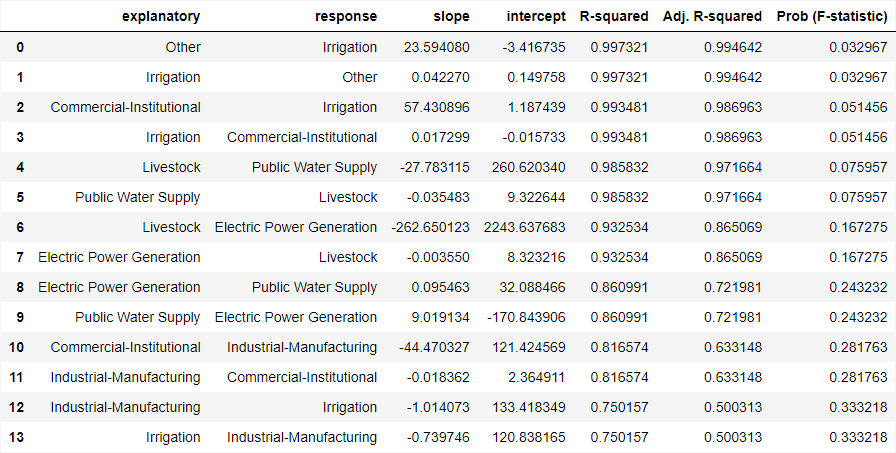 explanatory response slope intercept R-squared Adj. R-squared Prob (F-statistic)
0 Other Irrigation 23.594080 -3.416735 0.997321 0.994642 0.032967
1 Irrigation Other 0.042270 0.149758 0.997321 0.994642 0.032967
2 Commercial-Institutional Irrigation 57.430896 1.187439 0.993481 0.986963 0.051456
3 Irrigation Commercial-Institutional 0.017299 -0.015733 0.993481 0.986963 0.051456
4 Livestock Public Water Supply -27.783115 260.620340 0.985832 0.971664 0.075957
5 Public Water Supply Livestock -0.035483 9.322644 0.985832 0.971664 0.075957
6 Livestock Electric Power Generation -262.650123 2243.637683 0.932534 0.865069 0.167275
7 Electric Power Generation Livestock -0.003550 8.323216 0.932534 0.865069 0.167275
8 Electric Power Generation Public Water Supply 0.095463 32.088466 0.860991 0.721981 0.243232
9 Public Water Supply Electric Power Generation 9.019134 -170.843906 0.860991 0.721981 0.243232
10 Commercial-Institutional Industrial-Manufacturing -44.470327 121.424569 0.816574 0.633148 0.281763
11 Industrial-Manufacturing Commercial-Institutional -0.018362 2.364911 0.816574 0.633148 0.281763
12 Industrial-Manufacturing Irrigation -1.014073 133.418349 0.750157 0.500313 0.333218
13 Irrigation Industrial-Manufacturing -0.739746 120.838165 0.750157 0.500313 0.333218